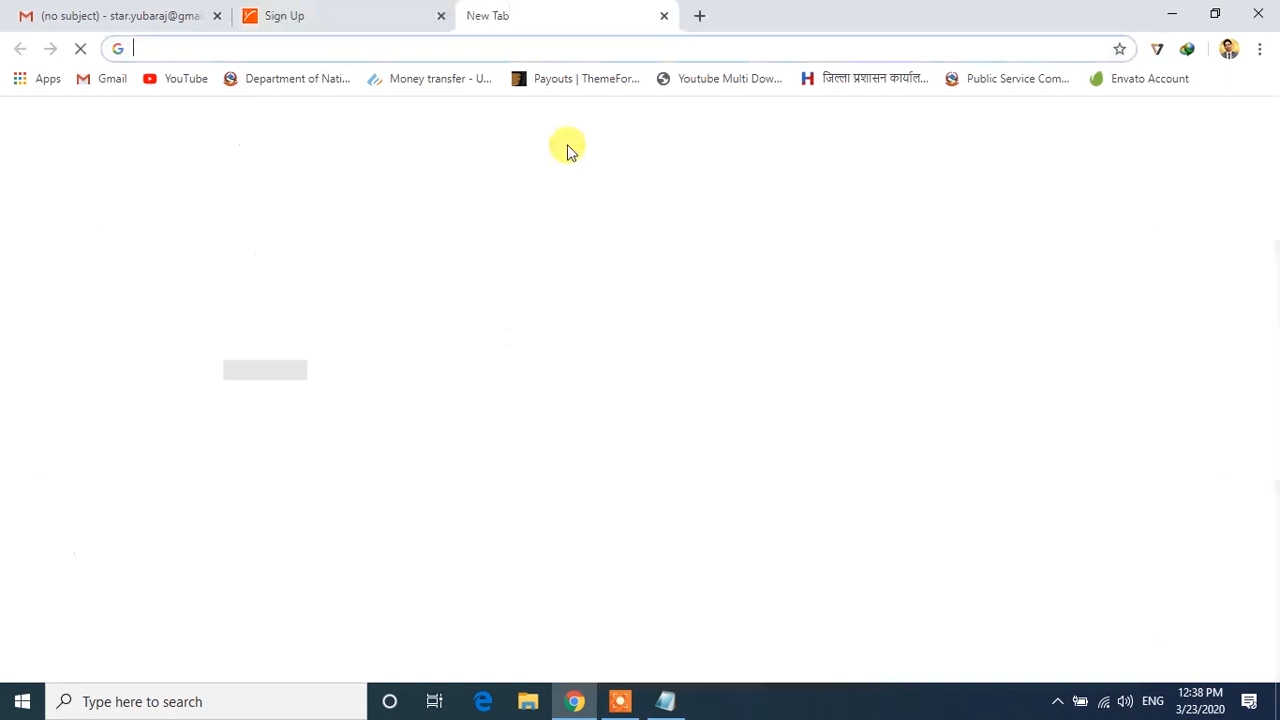 (no subject) - star.yubaraj@gmai
Sign Up
New Tab
Apps
Gmail
YouTube
Department of Nati...
Money transfer - U...
Payouts | ThemeFor...
Youtube Multi Dow...
जिल्ला प्रशासन कार्याल...
Public Service Com...
Envato Account
Type here to search
ENG
12:38 PM
3/23/2020